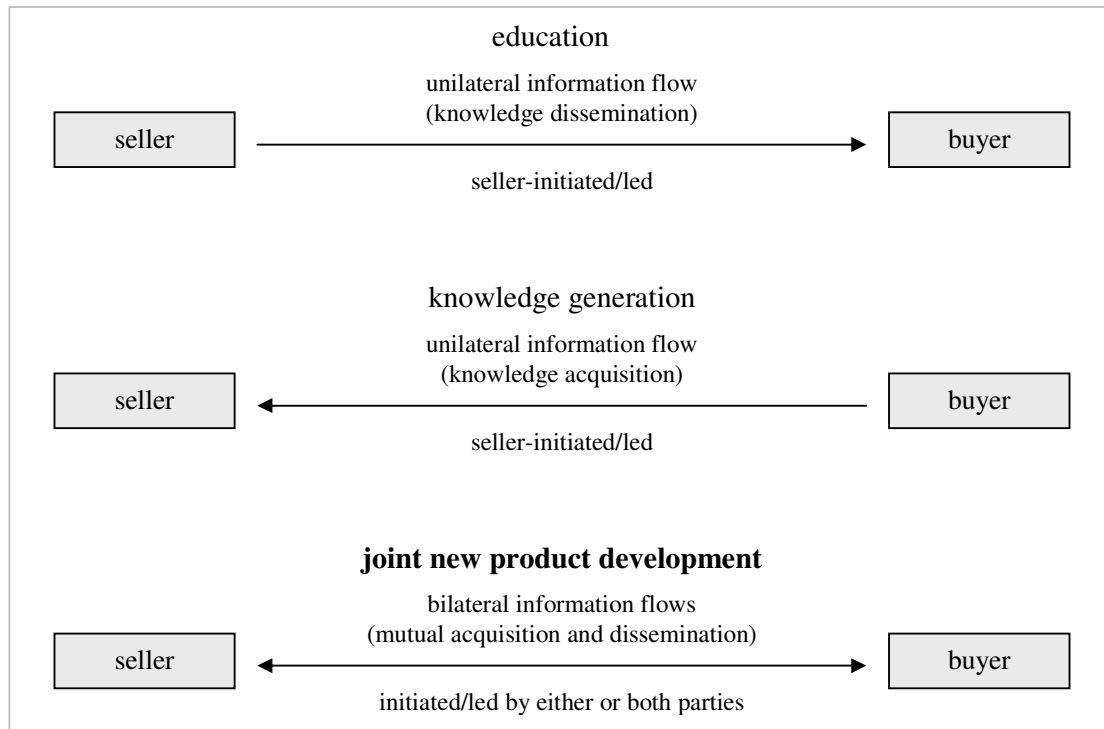 education
unilateral information flow
(knowledge dissemination)
seller
buyer
seller-initiated/led
knowledge generation
unilateral information flow
(knowledge acquisition)
seller
buyer
seller-initiated/led
joint new product development
bilateral information flows
(mutual acquisition and dissemination)
seller
buyer
initiated/led by either or both parties